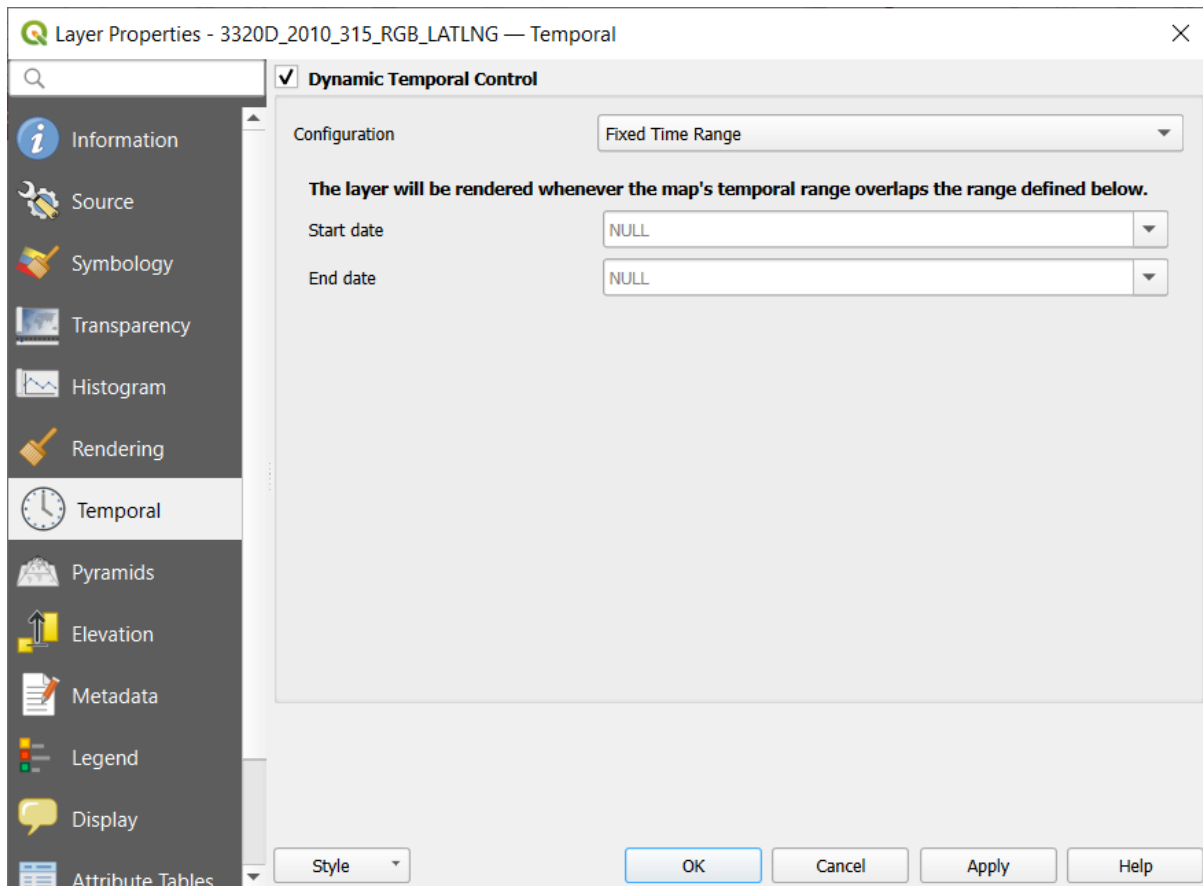 Layer Properties - 3320D_2010_315_RGB_LATLNG — Temporal
Information
Source
Symbology
Transparency
Histogram
Rendering
Temporal
Pyramids
Elevation
Metadata
Legend
Display
Attribute Tables
Dynamic Temporal Control
Configuration
Fixed Time Range
The layer will be rendered whenever the map's temporal range overlaps the range defined below.
Start date
NULL
End date
NULL
Style
OK
Cancel
Apply
Help